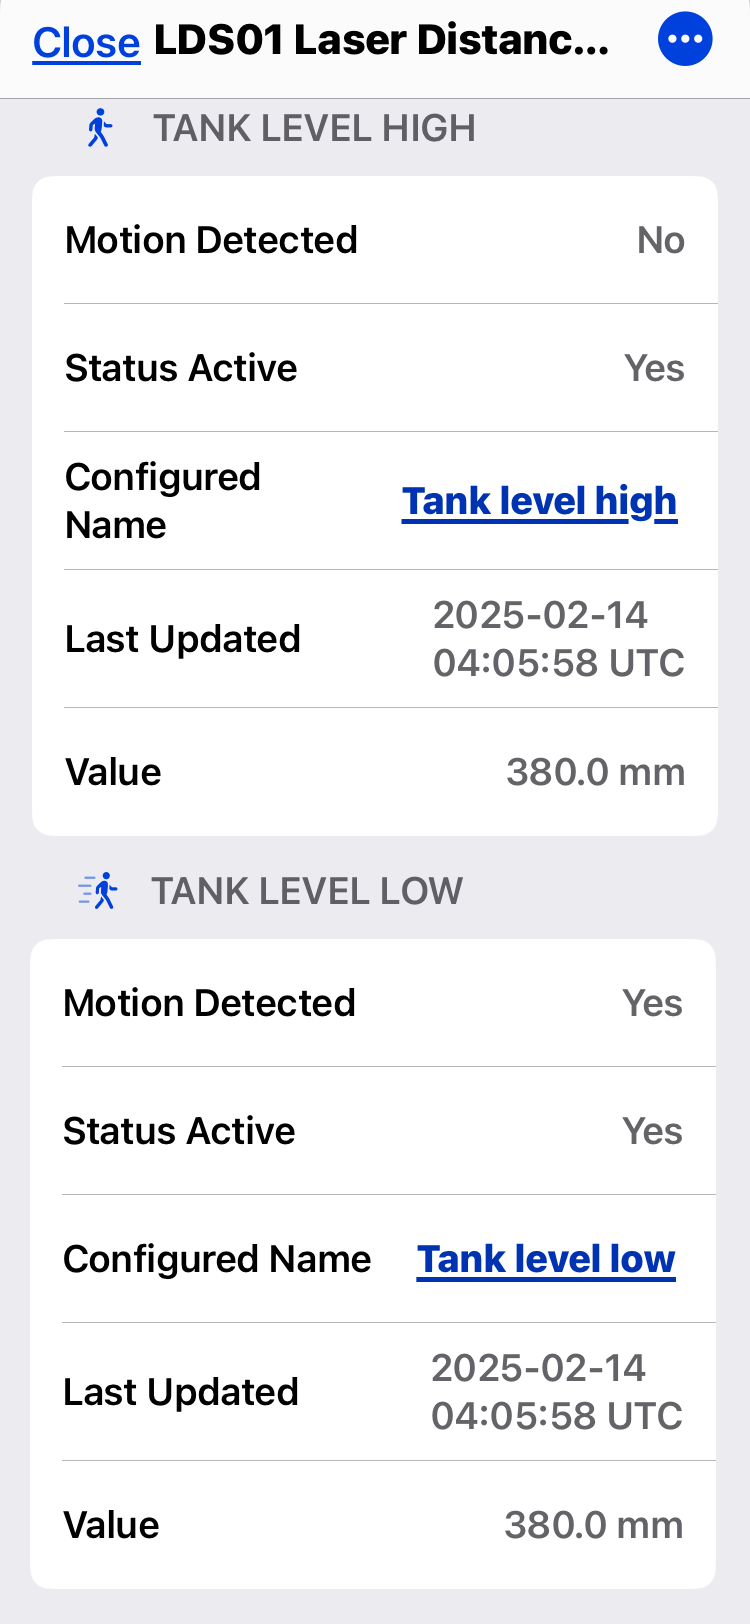 Close LDS01 Laser Distanc...
TANK LEVEL HIGH
Motion Detected No
Status Active Yes
Configured
Name
Tank level high
Last Updated
2025-02-14
04:05:58 UTC
Value 380.0 mm
TANK LEVEL LOW
Motion Detected Yes
Status Active Yes
Configured Name Tank level low
Last Updated
2025-02-14
04:05:58 UTC
Value 380.0 mm